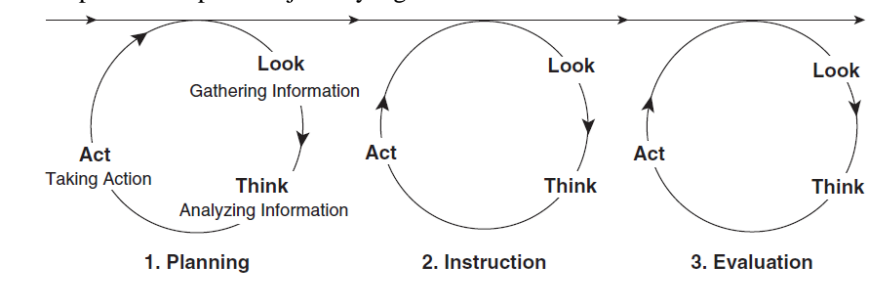 Look
Gathering Information
Act
Taking Action
Think
Analyzing Information
1. Planning
Look
Act
Think
2. Instruction
Look
Act
Think
3. Evaluation